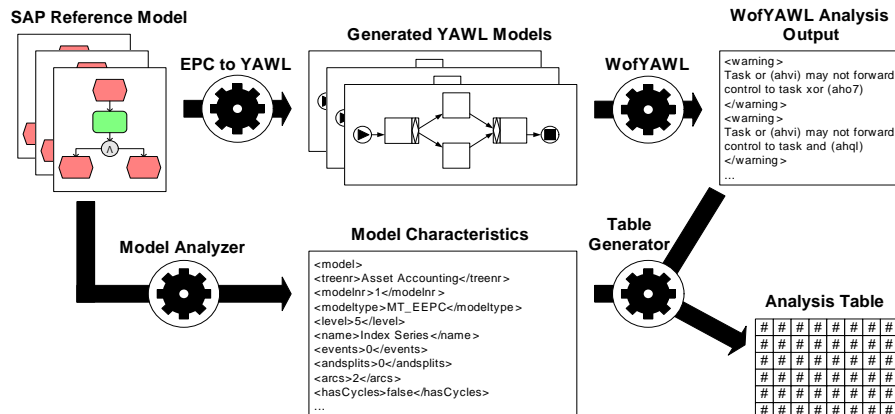 SAP Reference Model
EPC to YAWL
Generated YAWL Models
WofYAWL
WofYAWL Analysis
Output
<warning>
Task or (ahvi) may not forward
control to task xor (aho7)
</warning>
<warning>
Task or (ahvi) may not forward
control to task and (ahql)
</warning>
...
Λ
Model Analyzer
Model Characteristics
<model>
<treenr>Asset Accounting</treenr>
<modelnr>1</modelnr>
<modeltype>MT_EEPC</modeltype>
<level>5</level>
<name>Index Series</name>
<events>0</events>
<andsplits>0</andsplits>
<arcs>2</arcs>
<hasCycles>false</hasCycles>
...
Table
Generator
Analysis Table
# # # # # # # #
# # # # # # # #
# # # # # # # #
# # # # # # # #
# # # # # # # #